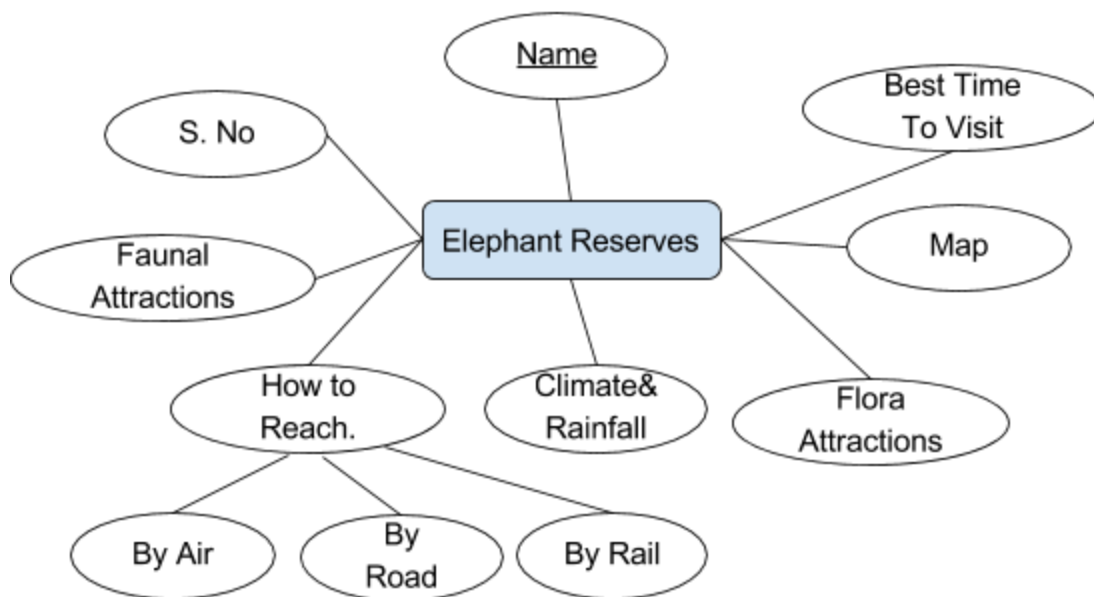 Name
Best Time
To Visit
S. No
Elephant Reserves
Map
Faunal
Attractions
How to
Reach.
Climate&
Rainfall
Flora
Attractions
By Air
By
Road
By Rail